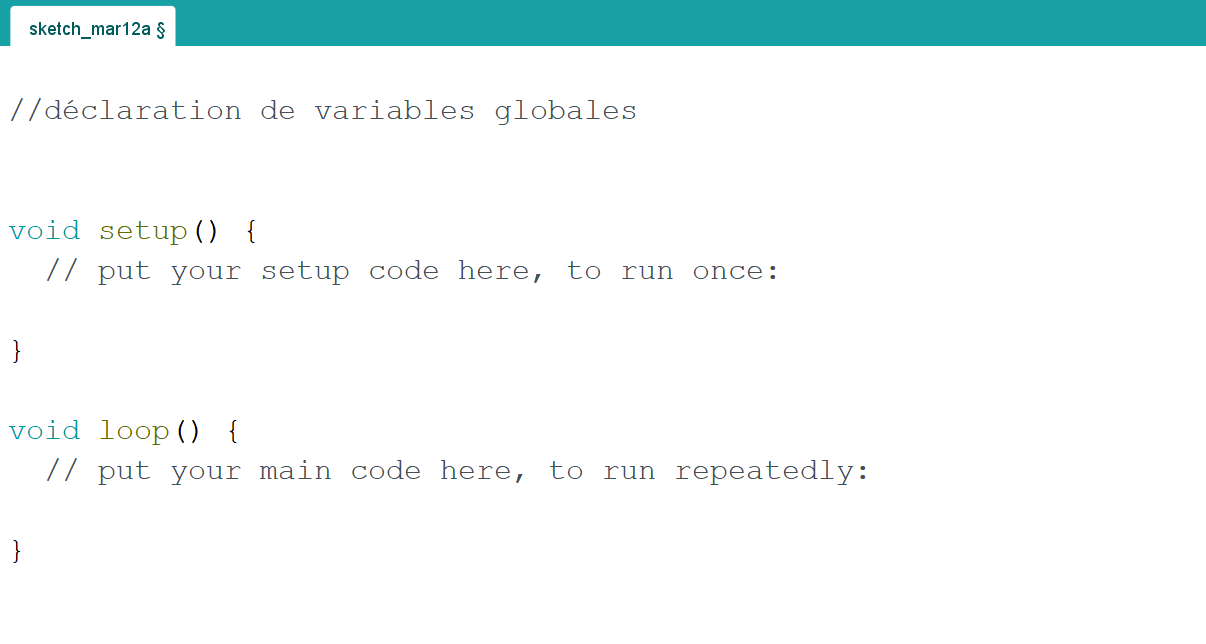 sketch_mar12a §
//déclaration de variables globales
void setup() {
// put your setup code here, to run once:
}
void loop() {
// put your main code here, to run repeatedly:
}